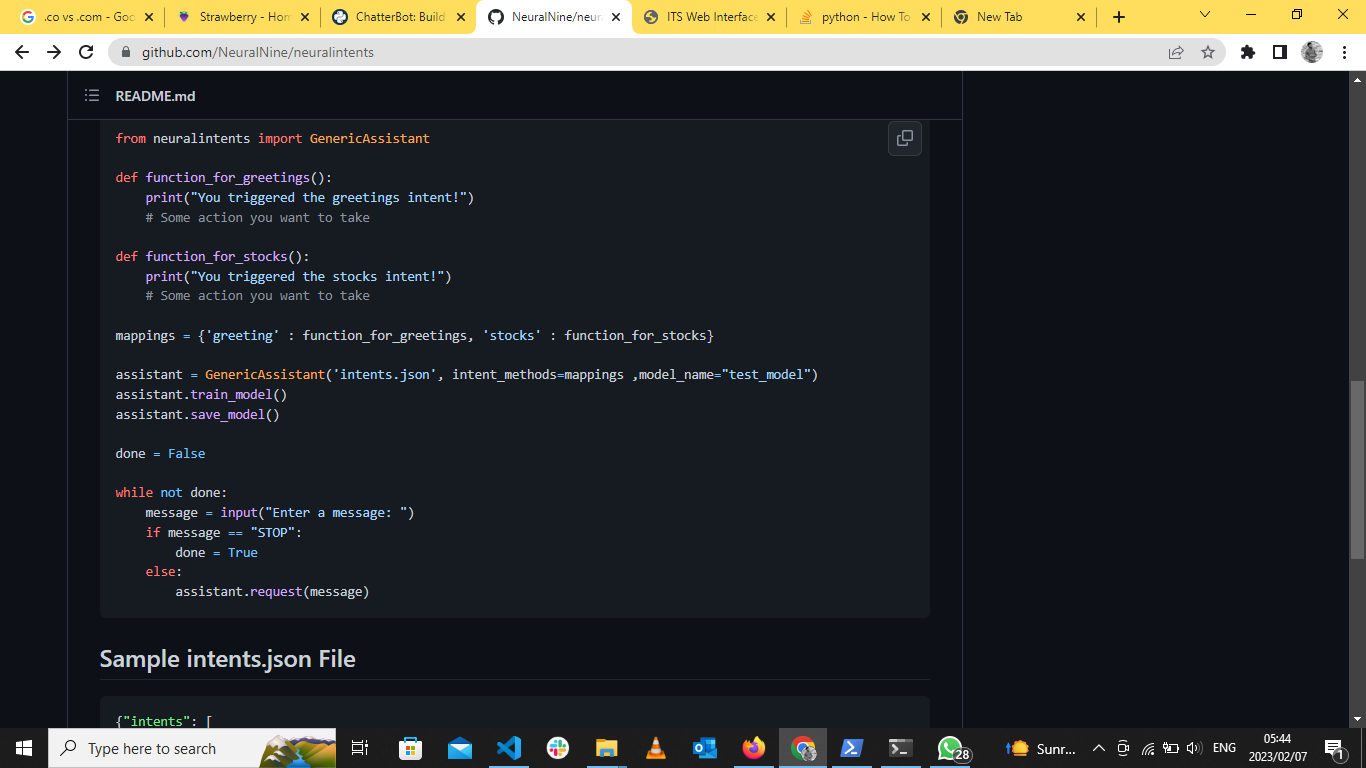 .co vs .com - Goo
Strawberry - Hom
ChatterBot: Build
NeuralNine/neur
ITS Web Interface
python - How To
New Tab
github.com/NeuralNine/neuralintents
README.md
from neuralintents import GenericAssistant
def function_for_greetings():
    print("You triggered the greetings intent!")
    # Some action you want to take
def function_for_stocks():
    print("You triggered the stocks intent!")
    # Some action you want to take
mappings = {'greeting' : function_for_greetings, 'stocks' : function_for_stocks}
assistant = GenericAssistant('intents.json', intent_methods=mappings ,model_name="test_model")
assistant.train_model()
assistant.save_model()
done = False
while not done:
    message = input("Enter a message: ")
    if message == "STOP":
        done = True
    else:
        assistant.request(message)
Sample intents.json File
{"intents": [
Type here to search
28
Sunr...
ENG
05:44
2023/02/07
1